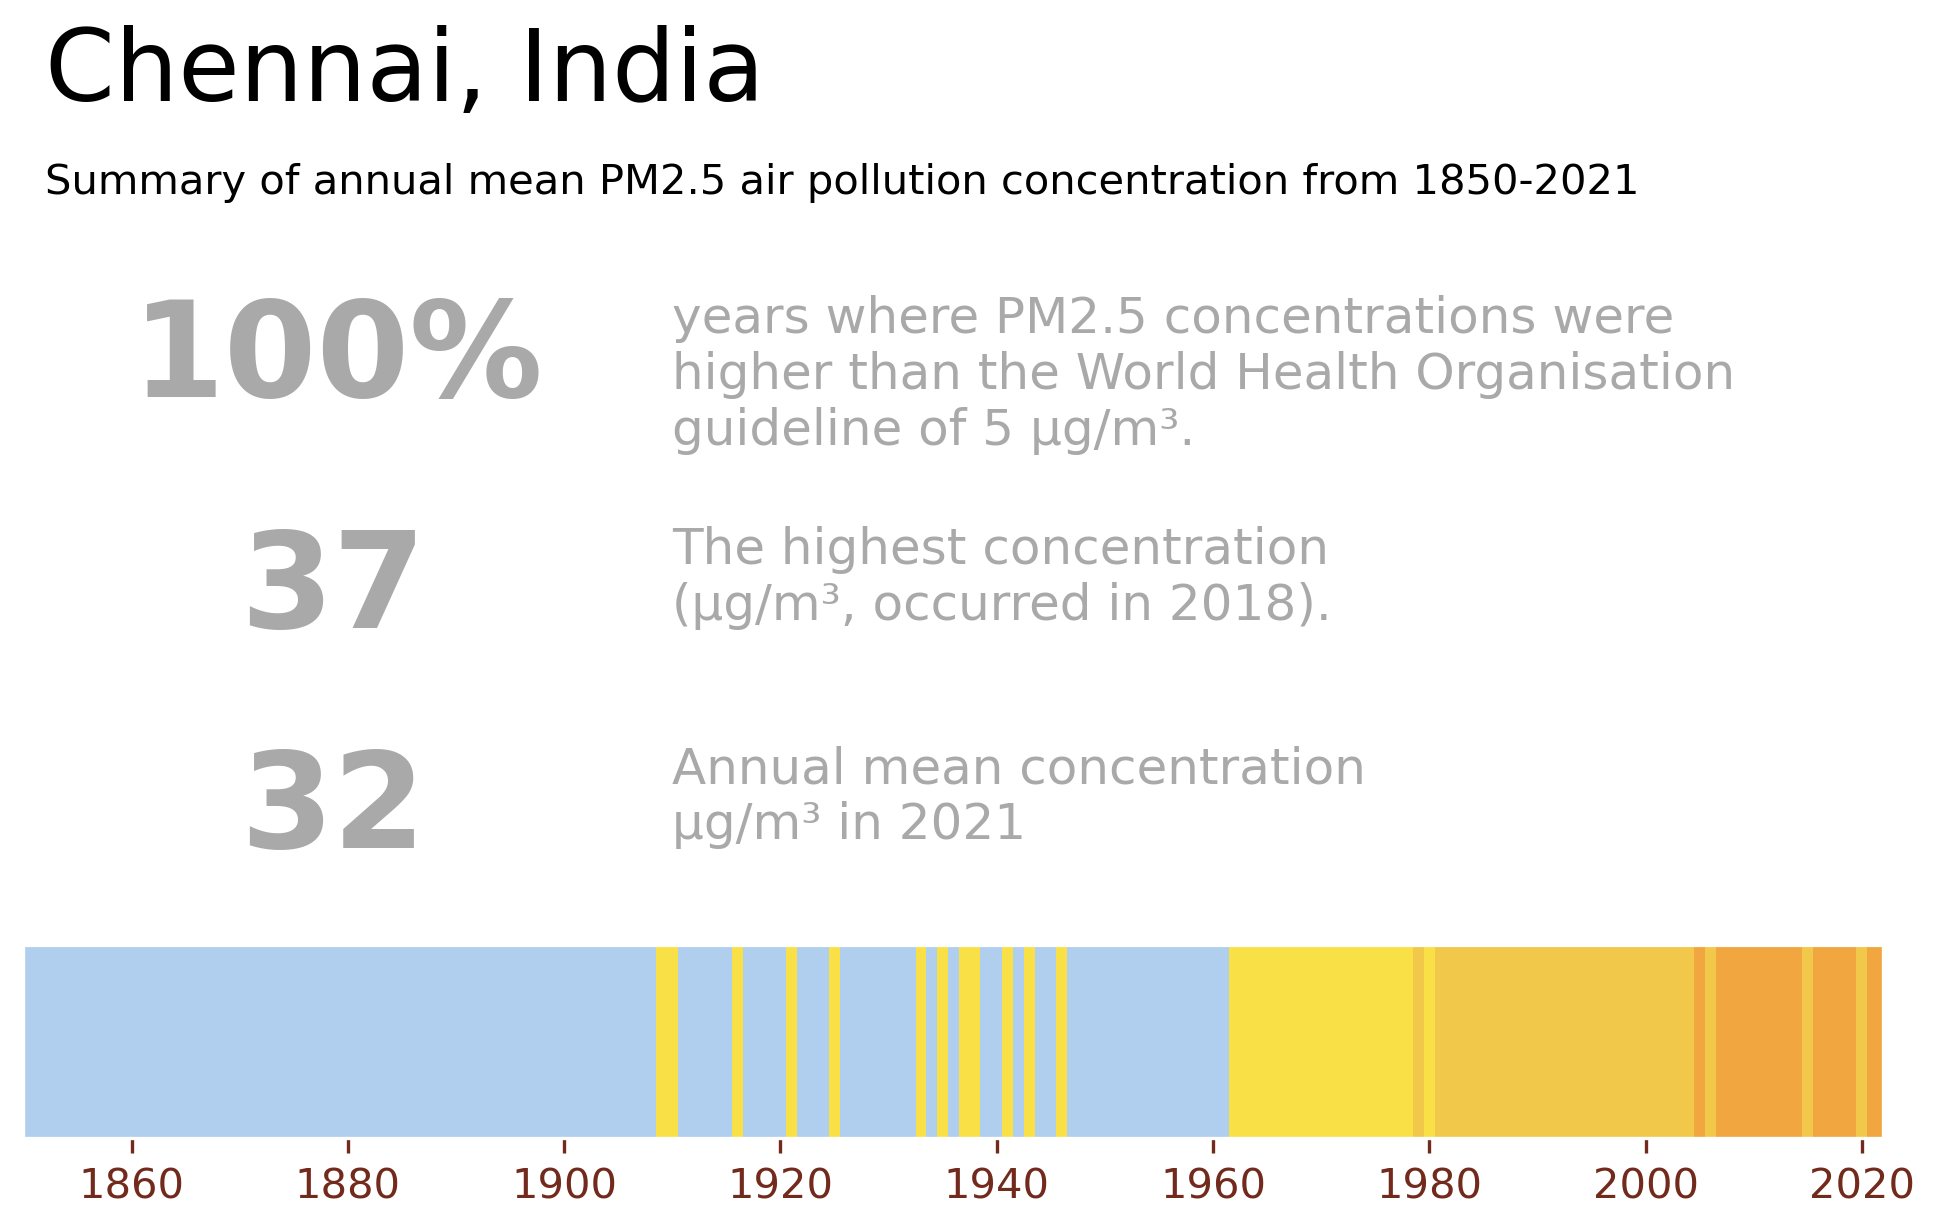 Chennai, India
Summary of annual mean PM2.5 air pollution concentration from 1850-2021
100%
years where PM2.5 concentrations were
higher than the World Health Organisation
guideline of 5 µg/m³.
37
The highest concentration
(µg/m³, occurred in 2018).
32
Annual mean concentration
µg/m³ in 2021
1860 1880 1900 1920 1940 1960 1980 2000 2020